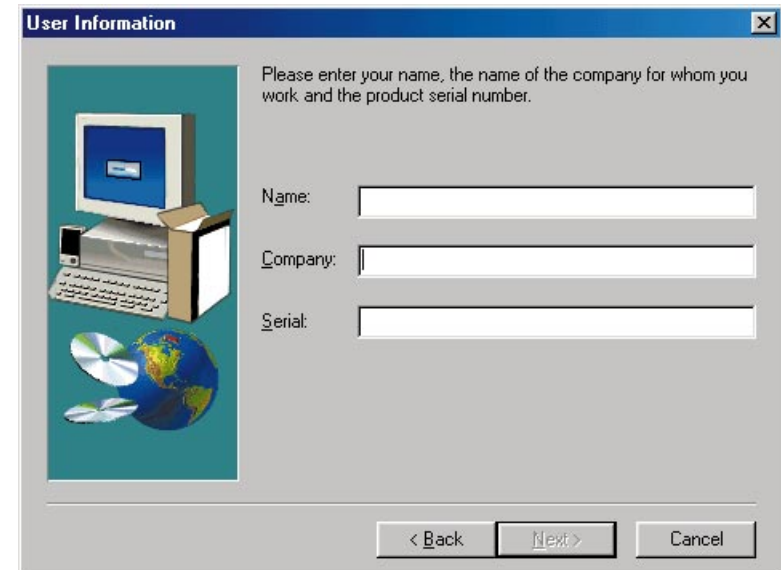 User Information
Please enter your name, the name of the company for whom you
work and the product serial number.
Name:
Company:
Serial:
< Back
Next >
Cancel